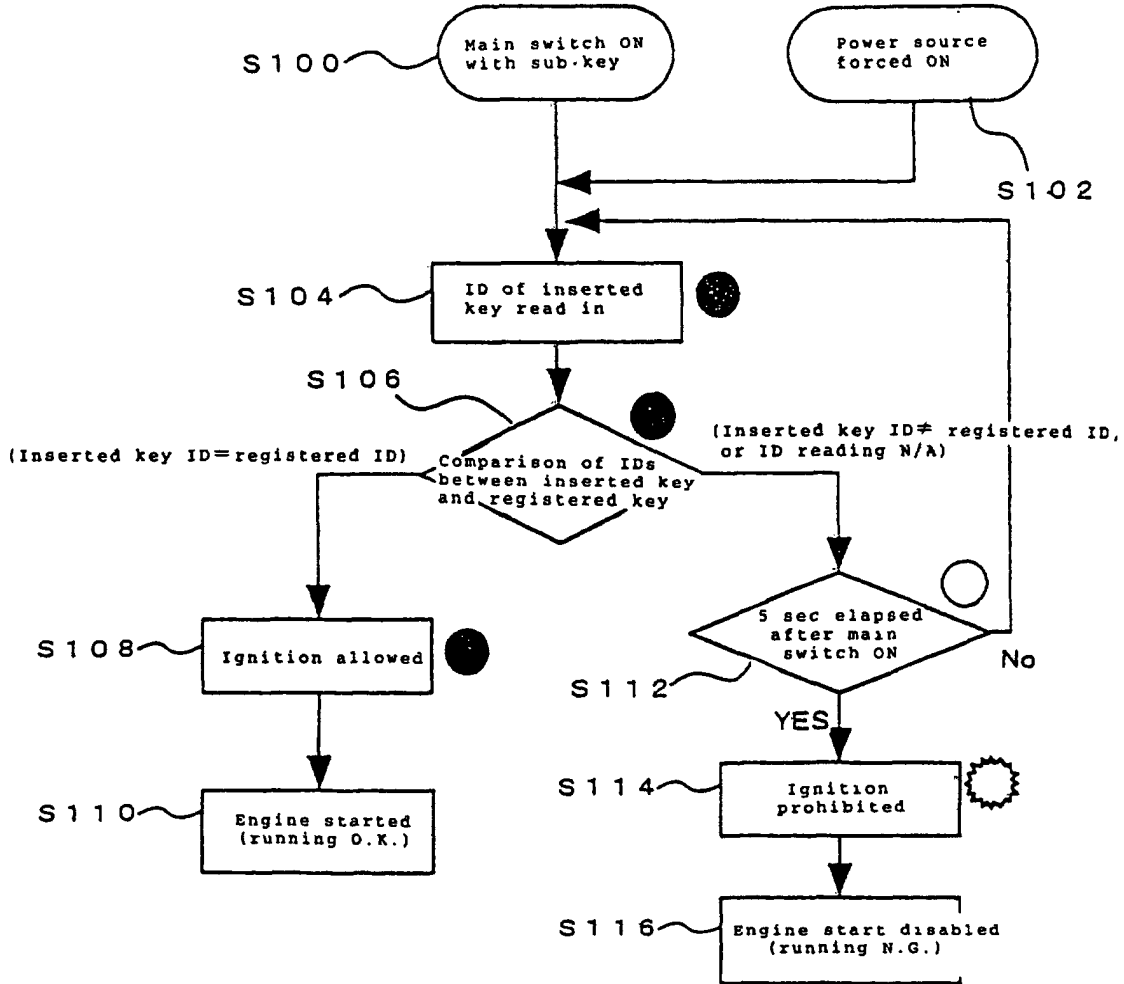 Main switch ON
with sub-key
S100
Power source
forced ON
S102
S104
ID of inserted
key read in
S106
(Inserted key ID=registered ID)
(Inserted key ID≠ registered ID,
or ID reading N/A)
Comparison of IDs
between inserted key
and registered key
S108
Ignition allowed
5 sec elapsed
after main
switch ON
No
S112
YES
S110
Engine started
(running O.K.)
S114
Ignition
prohibited
S116
Engine start disabled
(running N.G.)